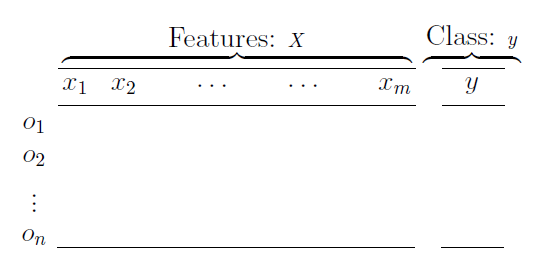 Features: X Class: y
x₁ x₂ ⋯ ⋯ xₘ y
o₁
o₂
⋮
oₙ